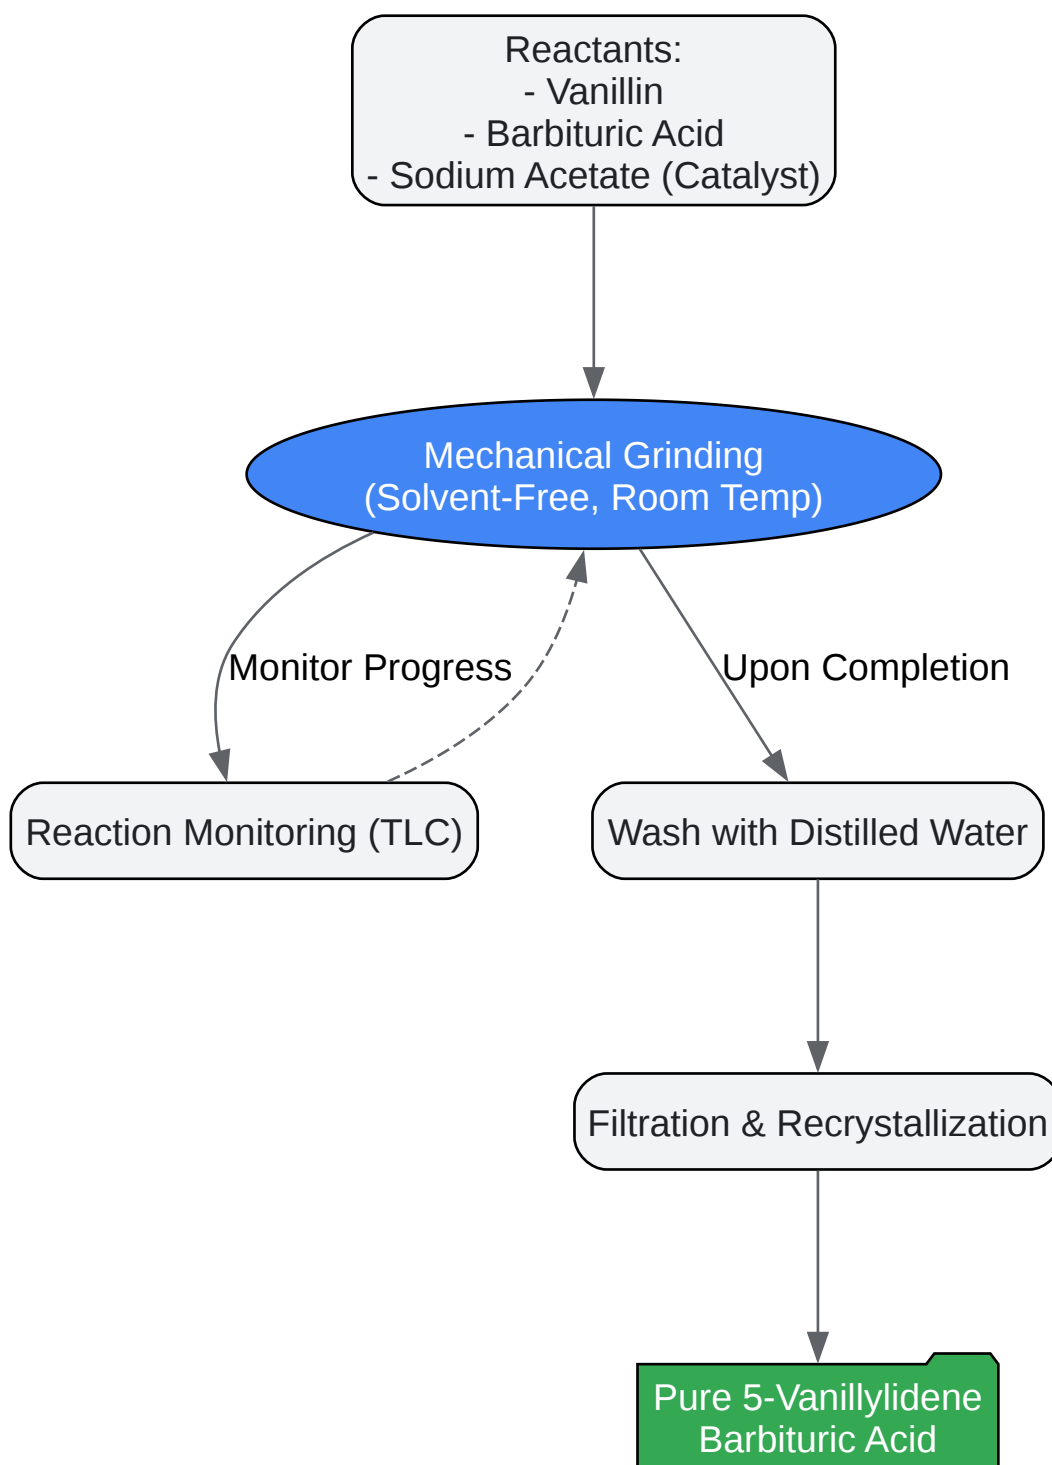 Reactants:
- Vanillin
- Barbituric Acid
- Sodium Acetate (Catalyst)
Mechanical Grinding
(Solvent-Free, Room Temp)
Monitor Progress
Upon Completion
Reaction Monitoring (TLC)
Wash with Distilled Water
Filtration & Recrystallization
Pure 5-Vanillylidene
Barbituric Acid